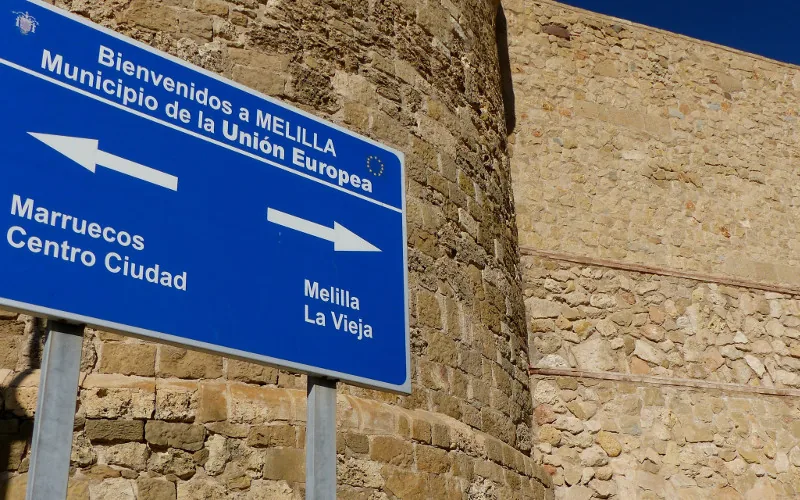 Bienvenidos a MELILLA
Municipio de la Unión Europea
Marruecos
Centro Ciudad
Melilla
La Vieja